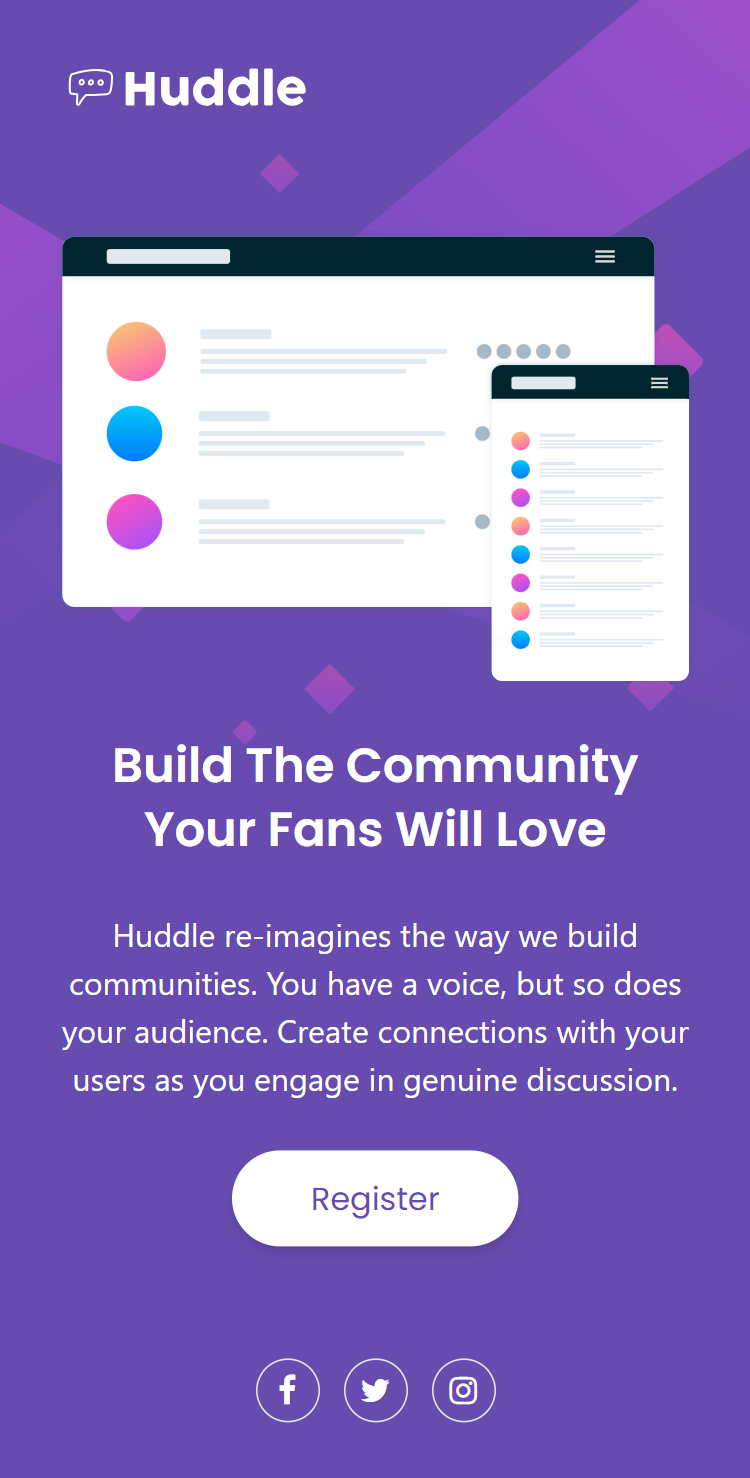 Huddle
Build The Community
Your Fans Will Love
Huddle re-imagines the way we build
communities. You have a voice, but so does
your audience. Create connections with your
users as you engage in genuine discussion.
Register